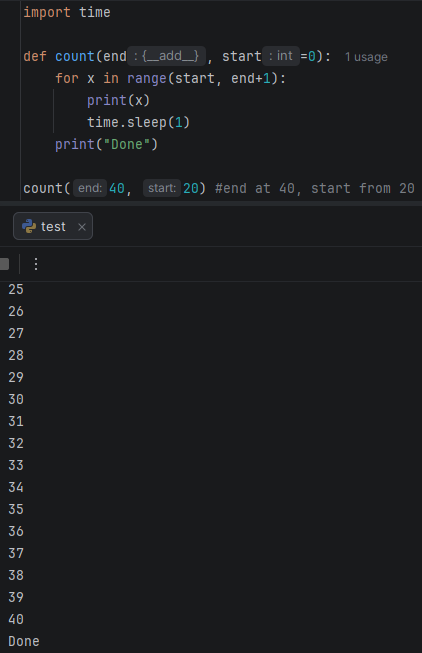 import time
def count(end : {__add__} , start : int =0): 1 usage
for x in range(start, end+1):
print(x)
time.sleep(1)
print("Done")
count( end: 40, start: 20) #end at 40, start from 20
test ×
25
26
27
28
29
30
31
32
33
34
35
36
37
38
39
40
Done